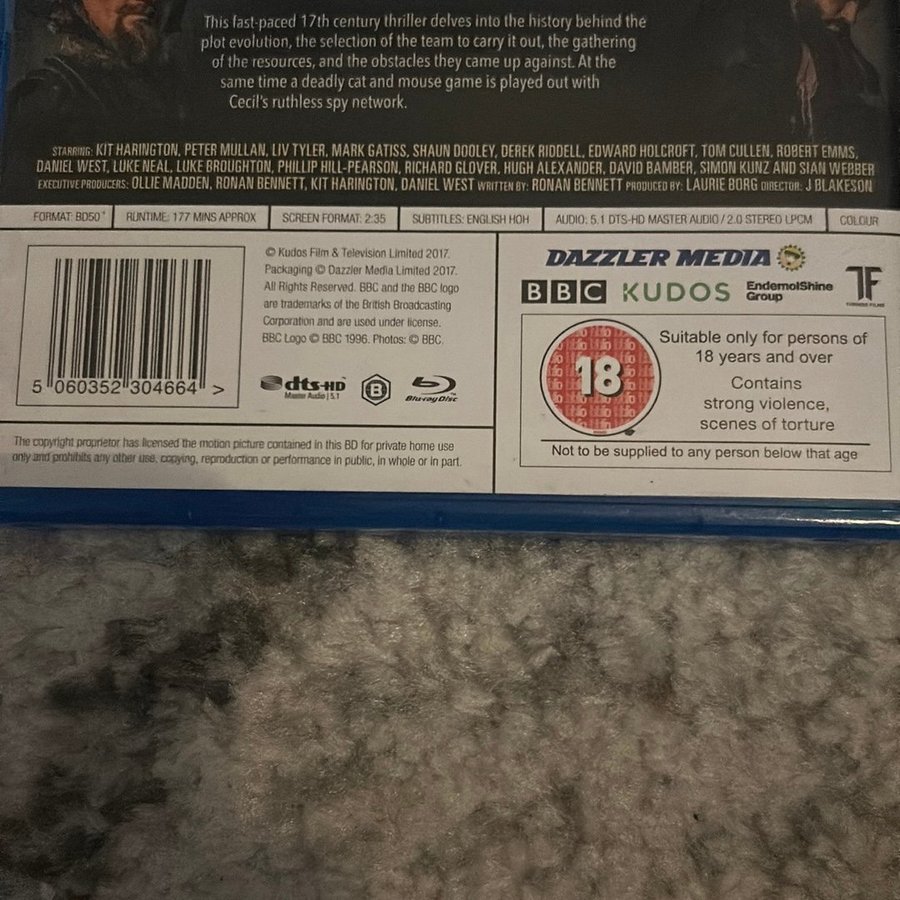 This fast-paced 17th century thriller delves into the history behind the
plot evolution, the selection of the team to carry it out, the gathering
of the resources, and the obstacles they came up against. At the
same time a deadly cat and mouse game is played out with
Cecil's ruthless spy network.
STARRING: KIT HARINGTON, PETER MULLAN, LIV TYLER, MARK GATISS, SHAUN DOOLEY, DEREK RIDDELL, EDWARD HOLCROFT, TOM CULLEN, ROBERT EMMS,
DANIEL WEST, LUKE NEAL, LUKE BROUGHTON, PHILLIP HILL-PEARSON, RICHARD GLOVER, HUGH ALEXANDER, DAVID BAMBER, SIMON KUNZ AND SIAN WEBBER
EXECUTIVE PRODUCERS: OLLIE MADDEN, RONAN BENNETT, KIT HARINGTON, DANIEL WEST WRITTEN BY: RONAN BENNETT PRODUCED BY: LAURIE BORG DIRECTOR: J BLAKESON
FORMAT: BD50 RUNTIME: 177 MINS APPROX SCREEN FORMAT: 2:35 SUBTITLES: ENGLISH HOH AUDIO: 5.1 DTS-HD MASTER AUDIO / 2.0 STEREO LPCM COLOUR
5 060352 304664 >
© Kudos Film & Television Limited 2017.
Packaging © Dazzler Media Limited 2017.
All Rights Reserved. BBC and the BBC logo
are trademarks of the British Broadcasting
Corporation and are used under license.
BBC Logo © BBC 1996. Photos: © BBC.
dts-HD
Master Audio | 5.1
B
Blu-ray Disc
The copyright proprietor has licensed the motion picture contained in this BD for private home use
only and prohibits any other use, copying, reproduction or performance in public, in whole or in part.
DAZZLER MEDIA
BBC KUDOS EndemolShine
Group
TF
18
Suitable only for persons of
18 years and over
Contains
strong violence,
scenes of torture
Not to be supplied to any person below that age